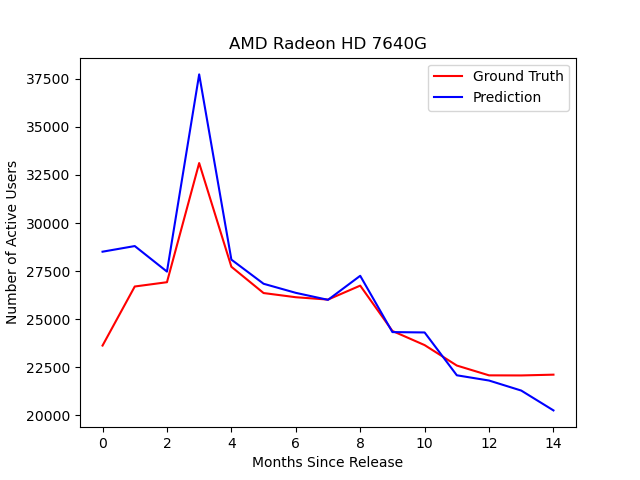 AMD Radeon HD 7640G
Ground Truth
Prediction
37500
35000
32500
30000
27500
25000
22500
20000
Number of Active Users
0 2 4 6 8 10 12 14
Months Since Release